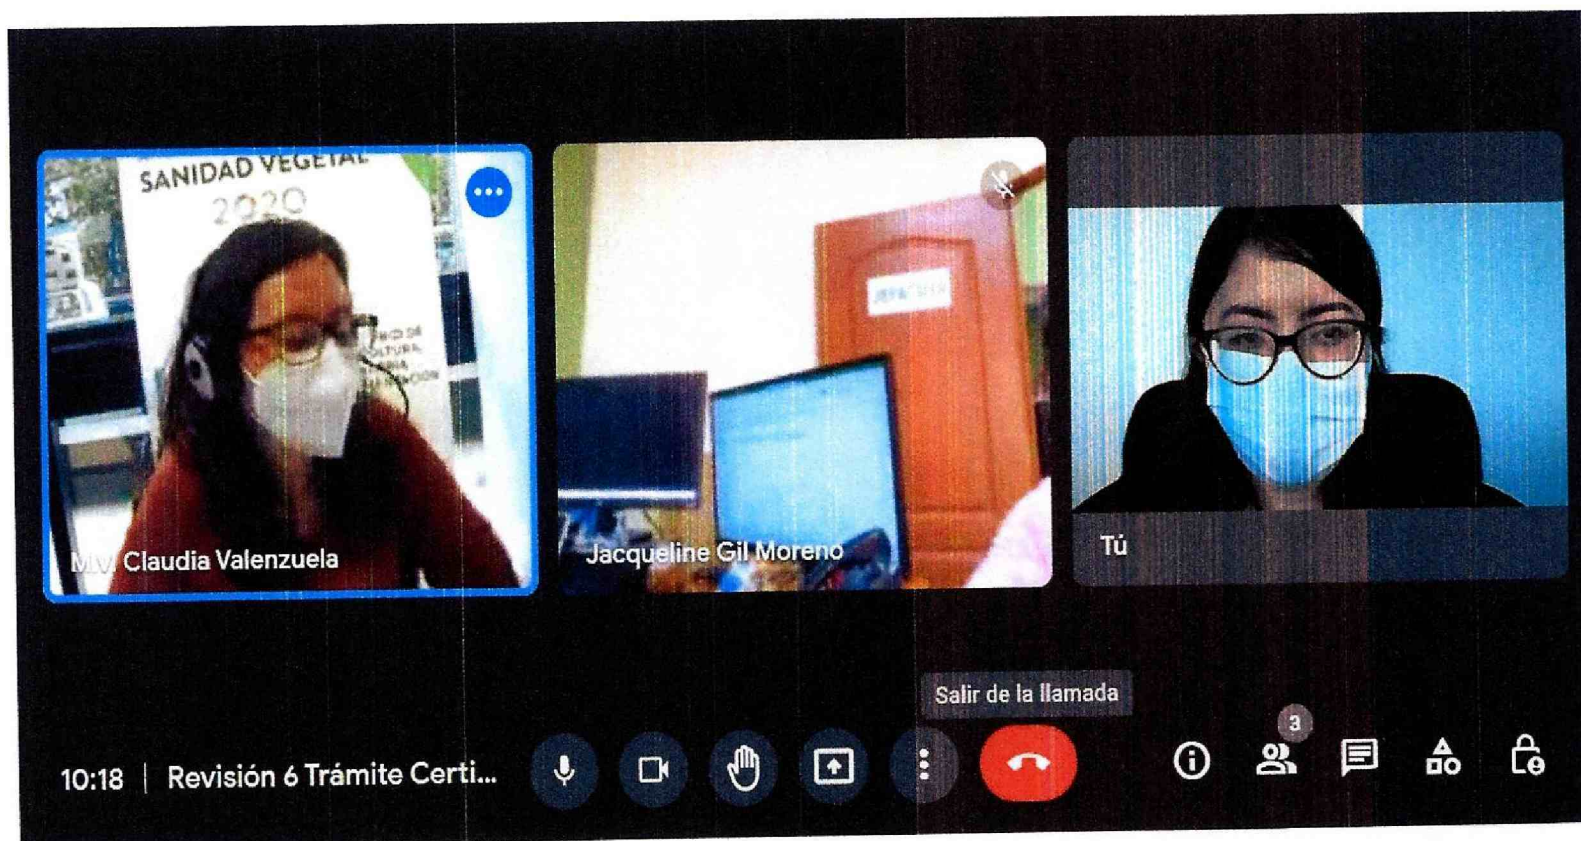 SANIDAD VEGETAL
2020
M.V. Claudia Valenzuela
Jacqueline Gil Moreno
Tú
Salir de la llamada
3
10:18 | Revisión 6 Trámite Certi...